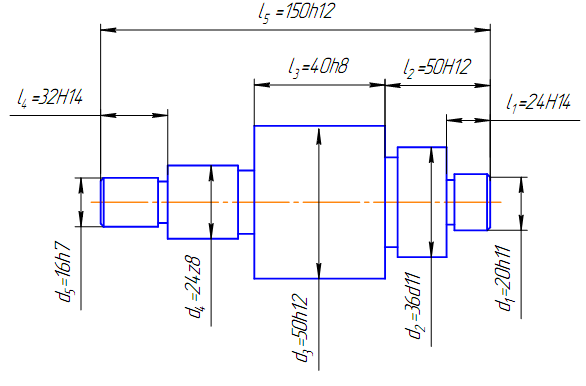 l5 =150h12
l3 =40h8
l2 =50H12
l4 =32H14
l1 =24H14
d5 =16h7
d4 =24z8
d3 =50h12
d2 =36d11
d1 =20h11